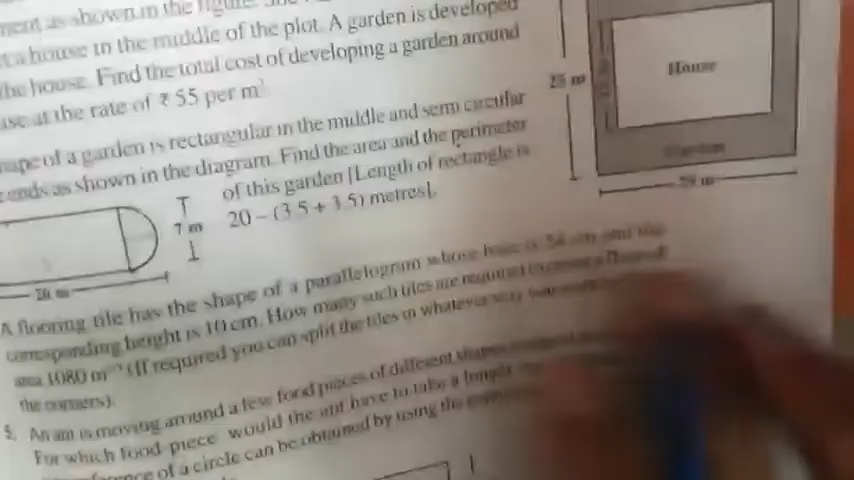 ment as shown in the figure.
a house in the middle of the plot. A garden is developed
the house. Find the total cost of developing a garden around
use at the rate of ₹ 55 per m².
hape of a garden is rectangular in the middle and semi circular
ends as shown in the diagram. Find the area and the perimeter
of this garden [Length of rectangle is
20 – (3.5 + 3.5) metres].
7 m
20 m
25 m
House
A flooring tile has the shape of a parallelogram whose base is 24 cm and the
corresponding height is 10 cm. How many such tiles are required to cover a floor of
area 1080 m² (If required you can split the tiles in whatever way you want
the corners).
5. An ant is moving around a few food pieces of different shapes
For which food-piece would the ant have to take a longer
of a circle can be obtained by using the